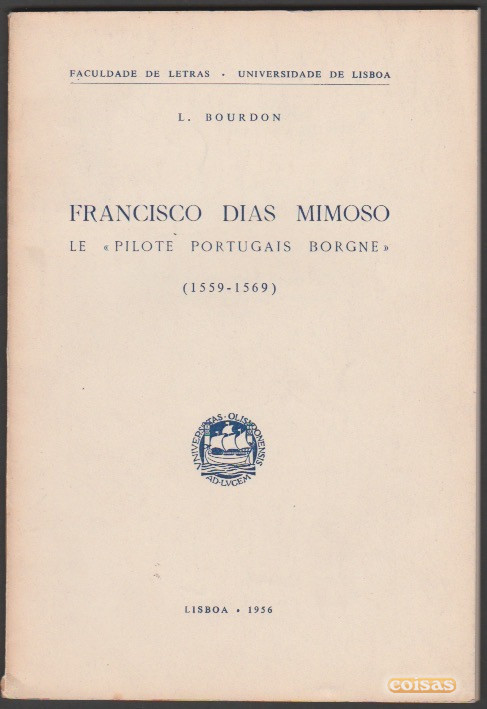 FACULDADE DE LETRAS • UNIVERSIDADE DE LISBOA
L. BOURDON
FRANCISCO DIAS MIMOSO
LE «PILOTE PORTUGAIS BORGNE»
(1559-1569)
UNIVERSITAS • OLISIPONENSIS
AD • LVCEM
LISBOA • 1956
coisas